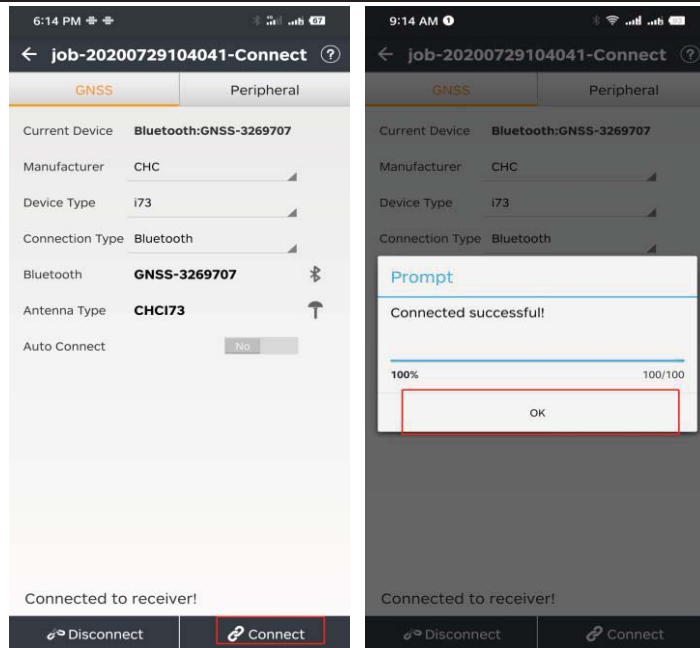 6:14 PM
67
job-20200729104041-Connect ?
GNSS Peripheral
Current Device Bluetooth:GNSS-3269707
Manufacturer CHC
Device Type i73
Connection Type Bluetooth
Bluetooth GNSS-3269707
Antenna Type CHCI73
Auto Connect No
Connected to receiver!
Disconnect Connect
9:14 AM
job-20200729104041-Connect ?
GNSS Peripheral
Current Device Bluetooth:GNSS-3269707
Manufacturer CHC
Device Type i73
Connection Type Bluetooth
Prompt
Connected successful!
100% 100/100
OK
Connected to receiver!
Disconnect Connect